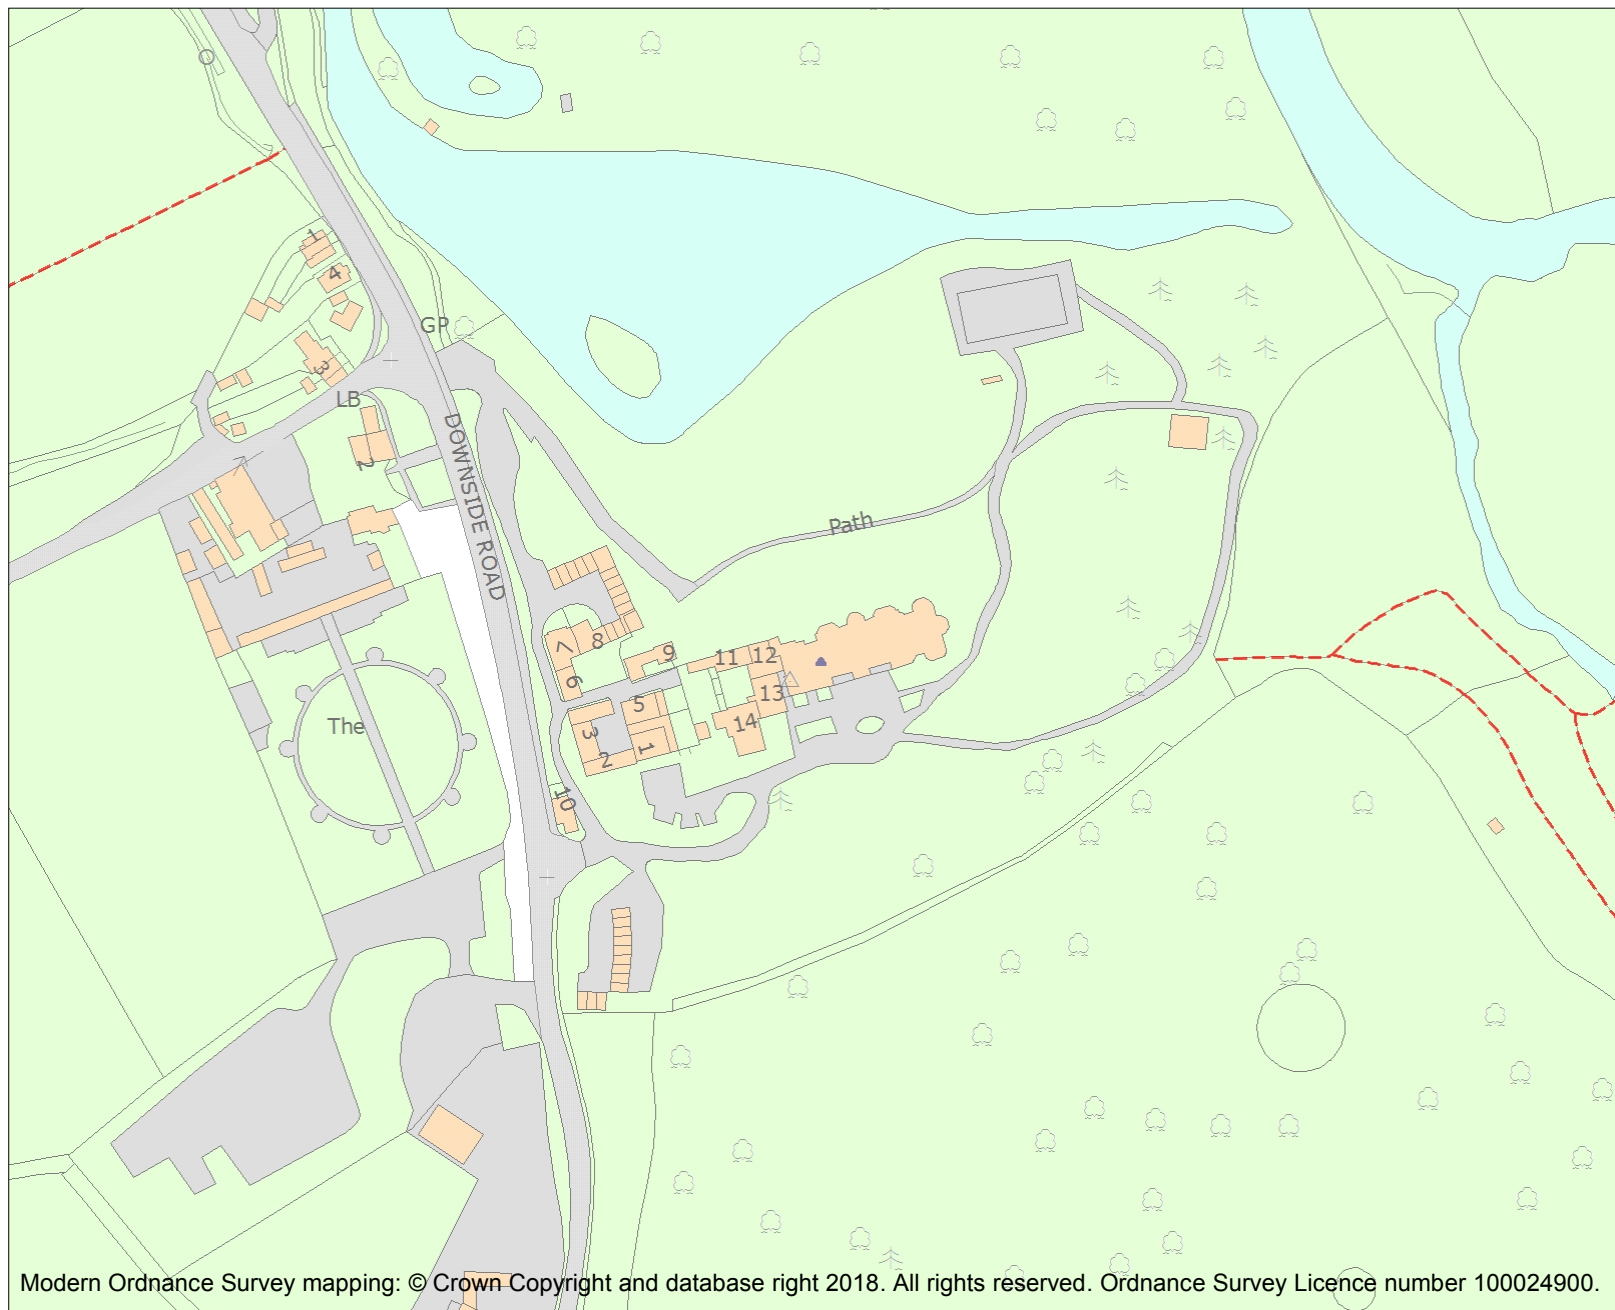 1
4
GP
3
LB
2
DOWNSIDE ROAD
Path
7
8
9
11
12
6
13
5
14
The
3
1
2
10
Modern Ordnance Survey mapping: © Crown Copyright and database right 2018. All rights reserved. Ordnance Survey Licence number 100024900.